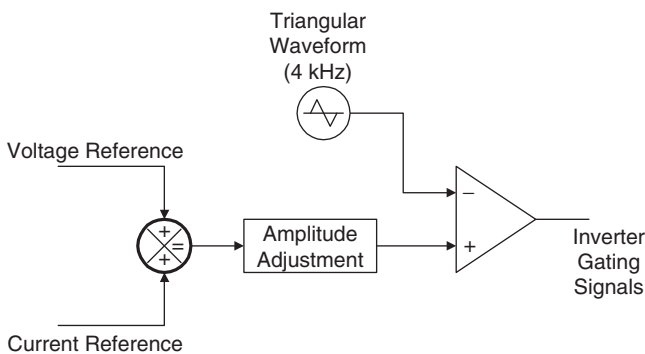 Triangular
Waveform
(4 kHz)
Voltage Reference
−
+
=
+
Amplitude
Adjustment
+
Inverter
Gating
Signals
Current Reference